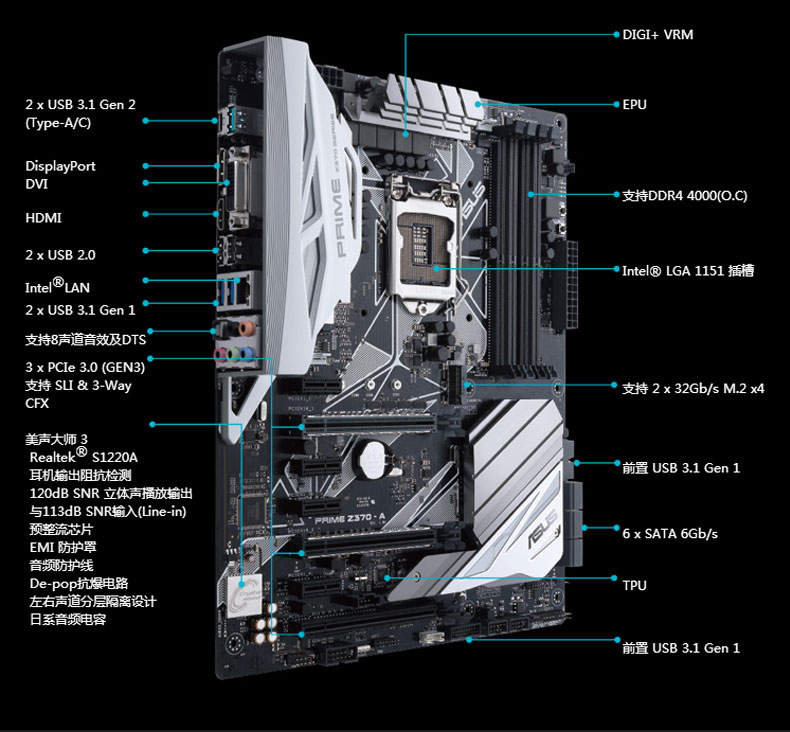 DIGI+ VRM
EPU
支持DDR4 4000(O.C)
Intel® LGA 1151 插槽
支持 2 x 32Gb/s M.2 x4
前置 USB 3.1 Gen 1
6 x SATA 6Gb/s
TPU
前置 USB 3.1 Gen 1
2 x USB 3.1 Gen 2
(Type-A/C)
DisplayPort
DVI
HDMI
2 x USB 2.0
Intel®LAN
2 x USB 3.1 Gen 1
支持8声道音效及DTS
3 x PCIe 3.0 (GEN3)
支持 SLI & 3-Way
CFX
美声大师 3
Realtek® S1220A
耳机输出阻抗检测
120dB SNR 立体声播放输出
与113dB SNR输入(Line-in)
预整流芯片
EMI 防护罩
音频防护线
De-pop抗爆电路
左右声道分层隔离设计
日系音频电容
PRIME Z370 SERIES
ASUS
PRIME Z370-A
ASUS